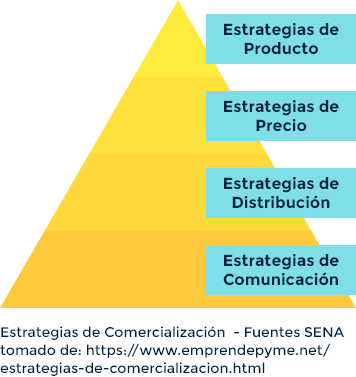 Estrategias de
Producto
Estrategias de
Precio
Estrategias de
Distribución
Estrategias de
Comunicación
Estrategias de Comercialización - Fuentes SENA
tomado de: https://www.emprendepyme.net/
estrategias-de-comercializacion.html